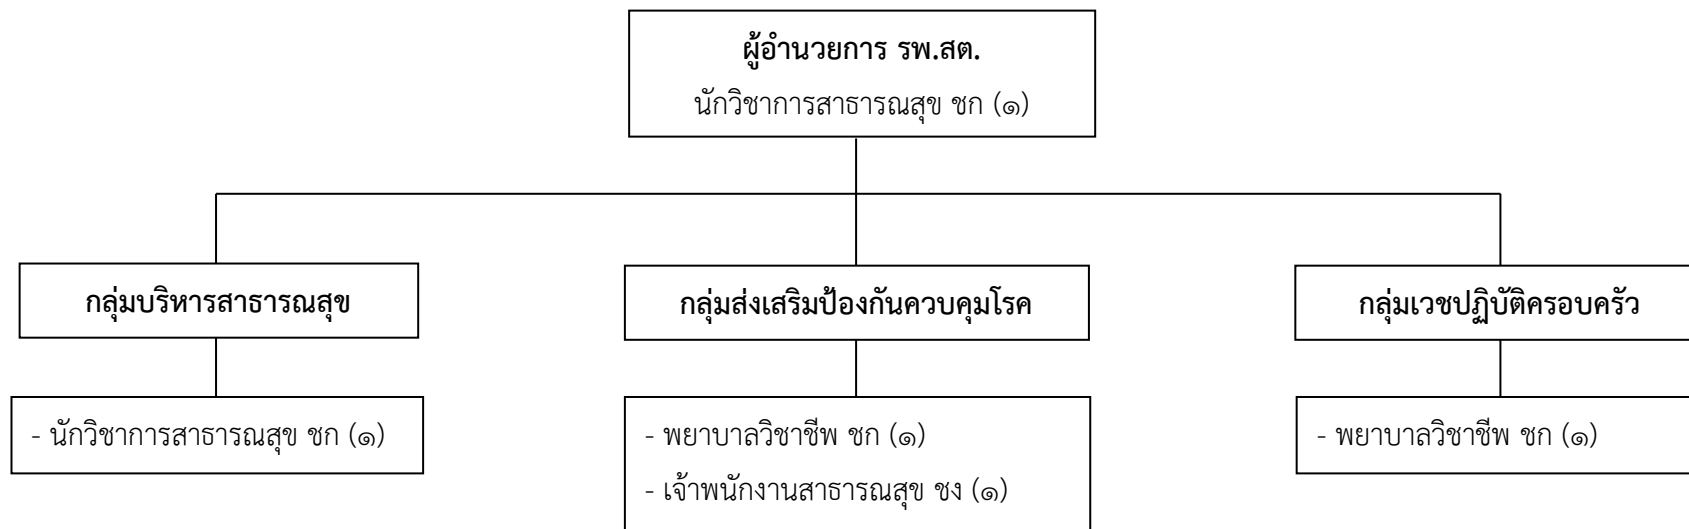 ผู้อำนวยการ รพ.สต.
นักวิชาการสาธารณสุข ชก (๑)
กลุ่มบริหารสาธารณสุข
- นักวิชาการสาธารณสุข ชก (๑)
กลุ่มส่งเสริมป้องกันควบคุมโรค
- พยาบาลวิชาชีพ ชก (๑)
- เจ้าพนักงานสาธารณสุข ชง (๑)
กลุ่มเวชปฏิบัติครอบครัว
- พยาบาลวิชาชีพ ชก (๑)